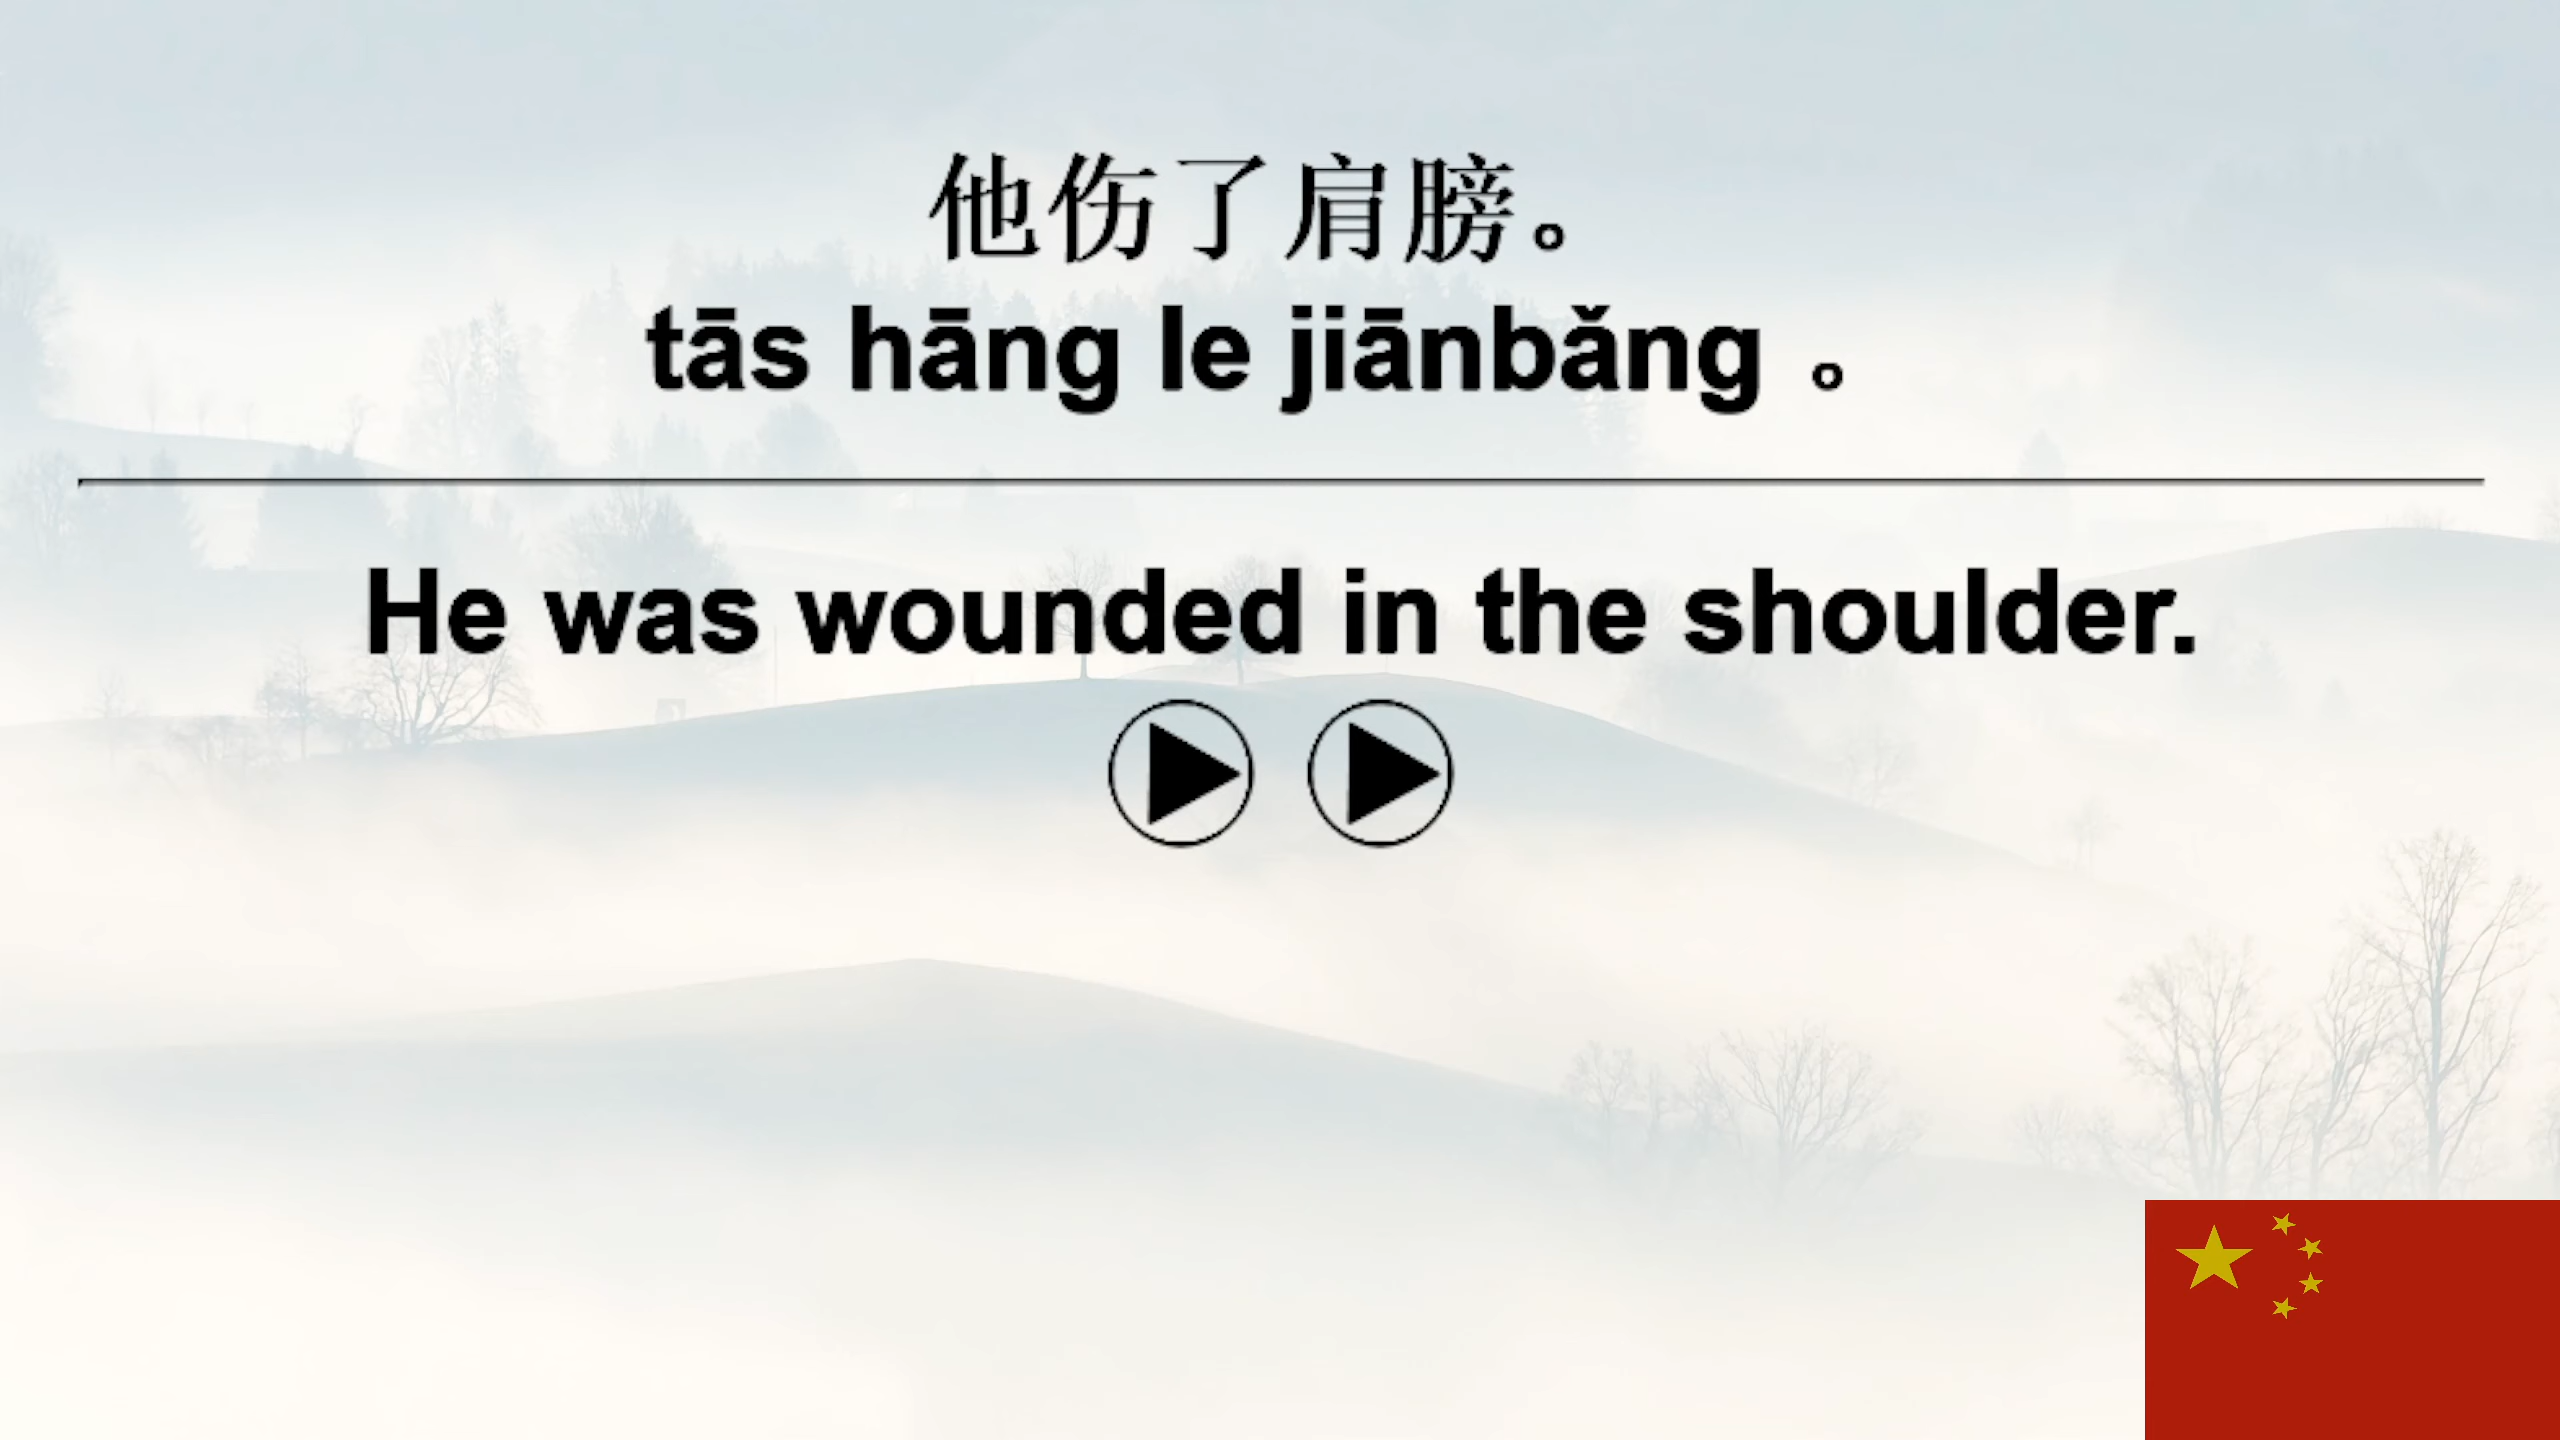 他伤了肩膀。
tās hāng le jiānbǎng 。
He was wounded in the shoulder.